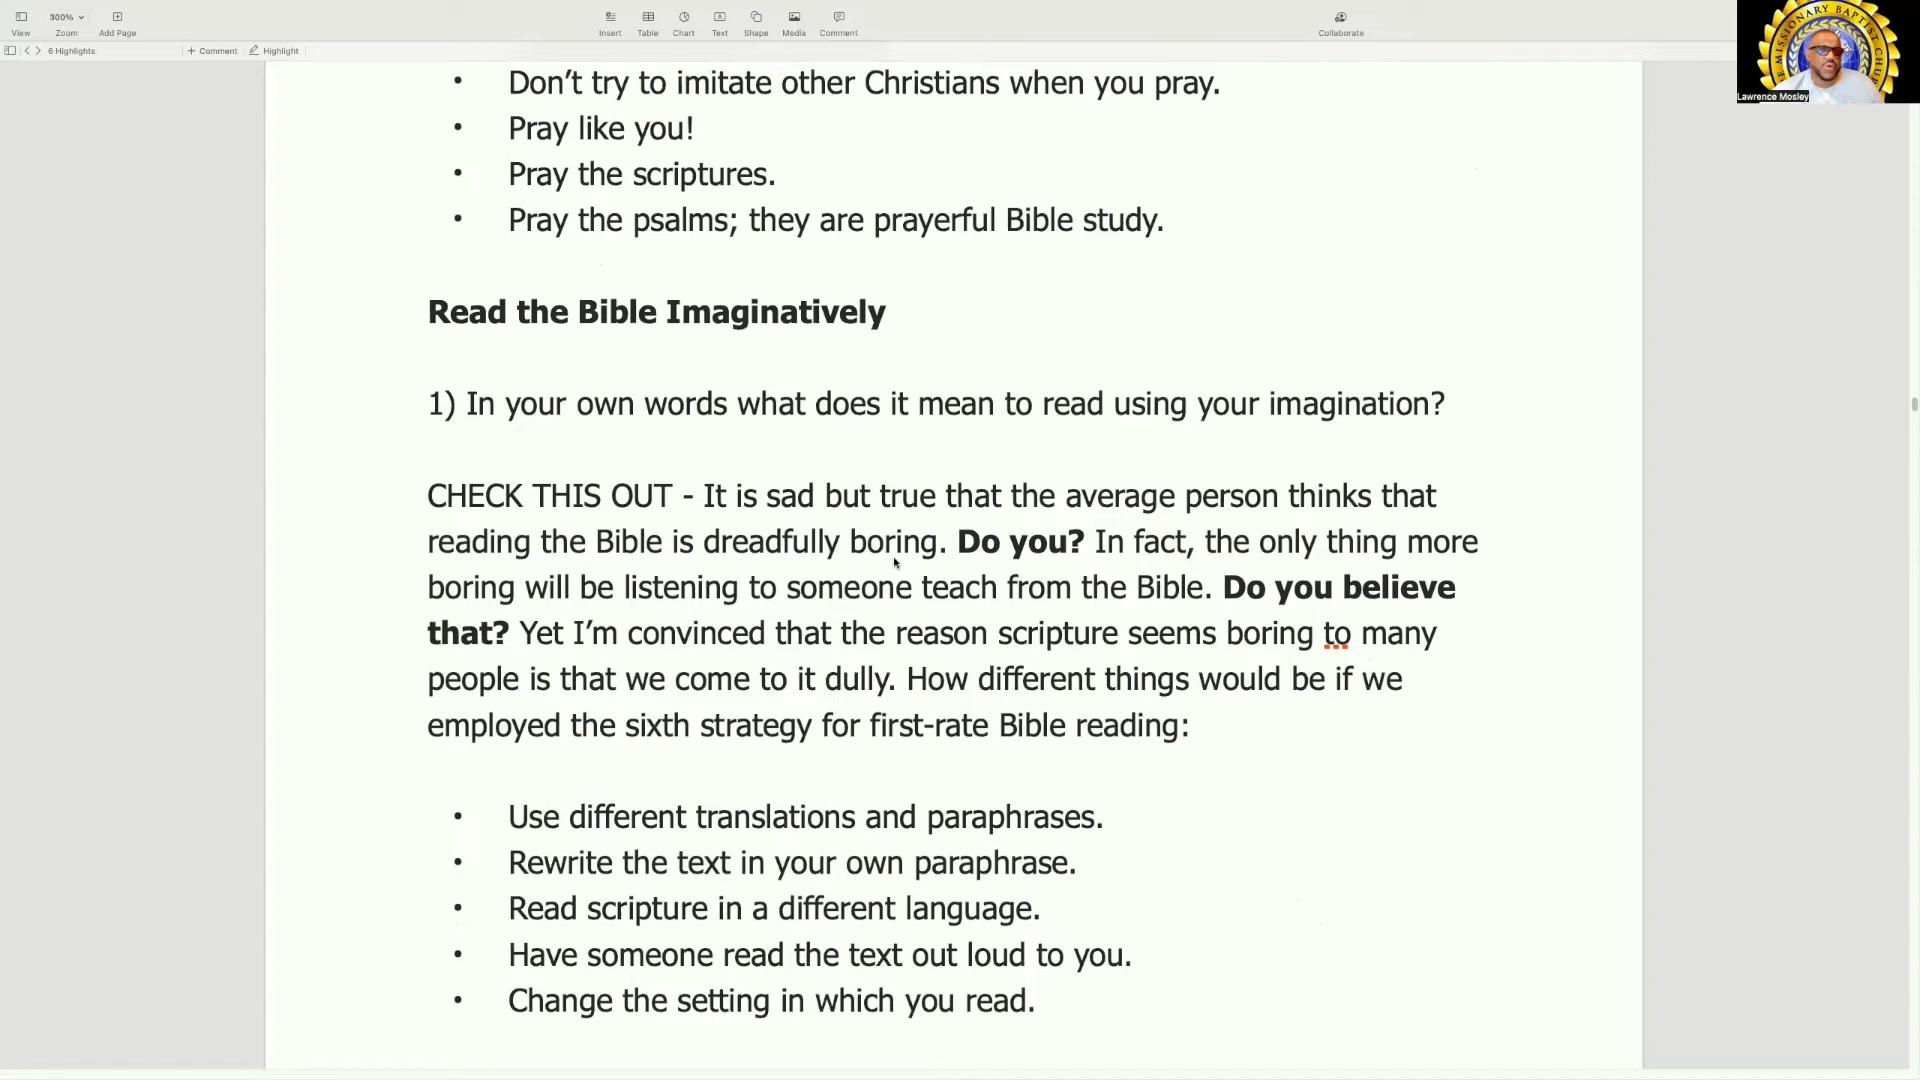 300%
View
Zoom
Add Page
Insert
Table
Chart
Text
Shape
Media
Comment
Collaborate
6 Highlights
+ Comment
Highlight
MISSIONARY BAPTIST
Lawrence Mosley
• Don’t try to imitate other Christians when you pray.
• Pray like you!
• Pray the scriptures.
• Pray the psalms; they are prayerful Bible study.
Read the Bible Imaginatively
1) In your own words what does it mean to read using your imagination?
CHECK THIS OUT - It is sad but true that the average person thinks that
reading the Bible is dreadfully boring. Do you? In fact, the only thing more
boring will be listening to someone teach from the Bible. Do you believe
that? Yet I’m convinced that the reason scripture seems boring to many
people is that we come to it dully. How different things would be if we
employed the sixth strategy for first-rate Bible reading:
• Use different translations and paraphrases.
• Rewrite the text in your own paraphrase.
• Read scripture in a different language.
• Have someone read the text out loud to you.
• Change the setting in which you read.